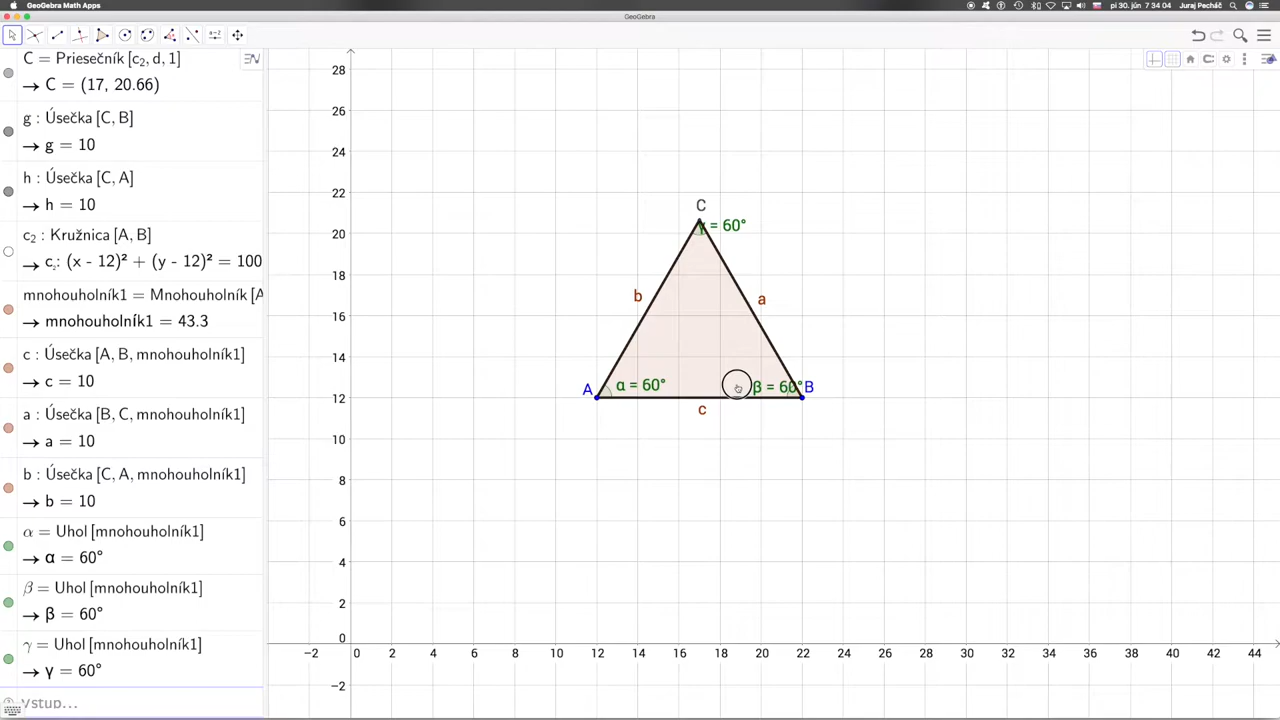 GeoGebra Math Apps
pi 30. jún 7 34 04 Juraj Pecháč
GeoGebra
C = Priesečník [c₂, d, 1]
→ C = (17, 20.66)
g : Úsečka [C, B]
→ g = 10
h : Úsečka [C, A]
→ h = 10
c₂ : Kružnica [A, B]
→ c₂: (x - 12)² + (y - 12)² = 100
mnohouholník1 = Mnohouholník [A
→ mnohouholník1 = 43.3
c : Úsečka [A, B, mnohouholník1]
→ c = 10
a : Úsečka [B, C, mnohouholník1]
→ a = 10
b : Úsečka [C, A, mnohouholník1]
→ b = 10
α = Uhol [mnohouholník1]
→ α = 60°
β = Uhol [mnohouholník1]
→ β = 60°
γ = Uhol [mnohouholník1]
→ γ = 60°
Vstup...
28
26
24
22
20
18
16
14
12
10
8
6
4
2
0
−2
C
γ = 60°
b
a
A
α = 60°
β = 60°
B
c
−2 0 2 4 6 8 10 12 14 16 18 20 22 24 26 28 30 32 34 36 38 40 42 44